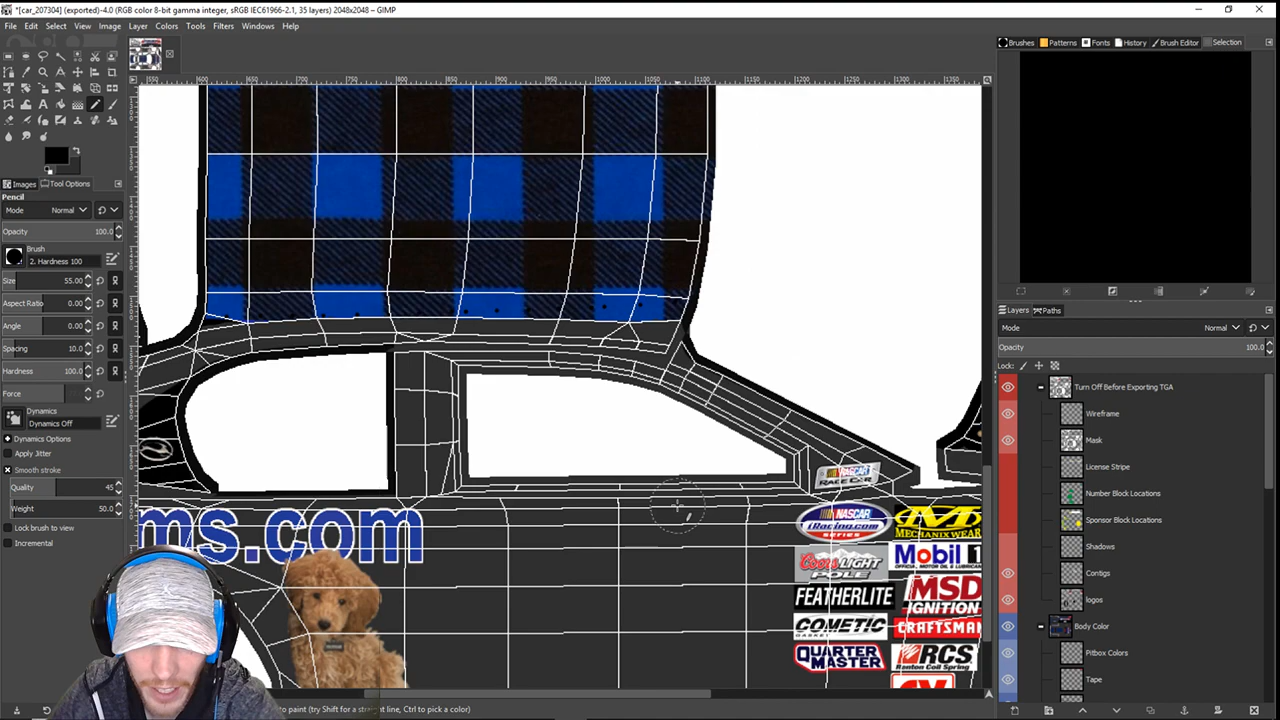 *[car_207304] (exported)-4.0 (RGB color 8-bit gamma integer, sRGB IEC61966-2.1, 35 layers) 2048x2048 – GIMP
File Edit Select View Image Layer Colors Tools Filters Windows Help
Brushes Patterns Fonts History Brush Editor Selection
Images Tool Options
Pencil
Mode Normal
Opacity 100.0
Brush
2. Hardness 100
Size 55.00
Aspect Ratio 0.00
Angle 0.00
Spacing 10.0
Hardness 100.0
Force
Dynamics
Dynamics Off
Dynamics Options
Apply Jitter
Smooth stroke
Quality 45
Weight 50.0
Lock brush to view
Incremental
ms.com
NASCAR
RACE CAR
NASCAR
iRacing.com
SERIES
MECHANIX WEAR
Coors LIGHT
POLE
Mobil 1
FEATHERLITE
MSD
IGNITION
COMETIC
GASKET
CRAFTSMAN
QUARTER
MASTER
RCS
Renton Coil Spring
Layers Paths
Mode Normal
Opacity 100.0
Lock:
Turn Off Before Exporting TGA
Wireframe
Mask
License Stripe
Number Block Locations
Sponsor Block Locations
Shadows
Contigs
logos
Body Color
Pitbox Colors
Tape
to paint (try Shift for a straight line, Ctrl to pick a color)